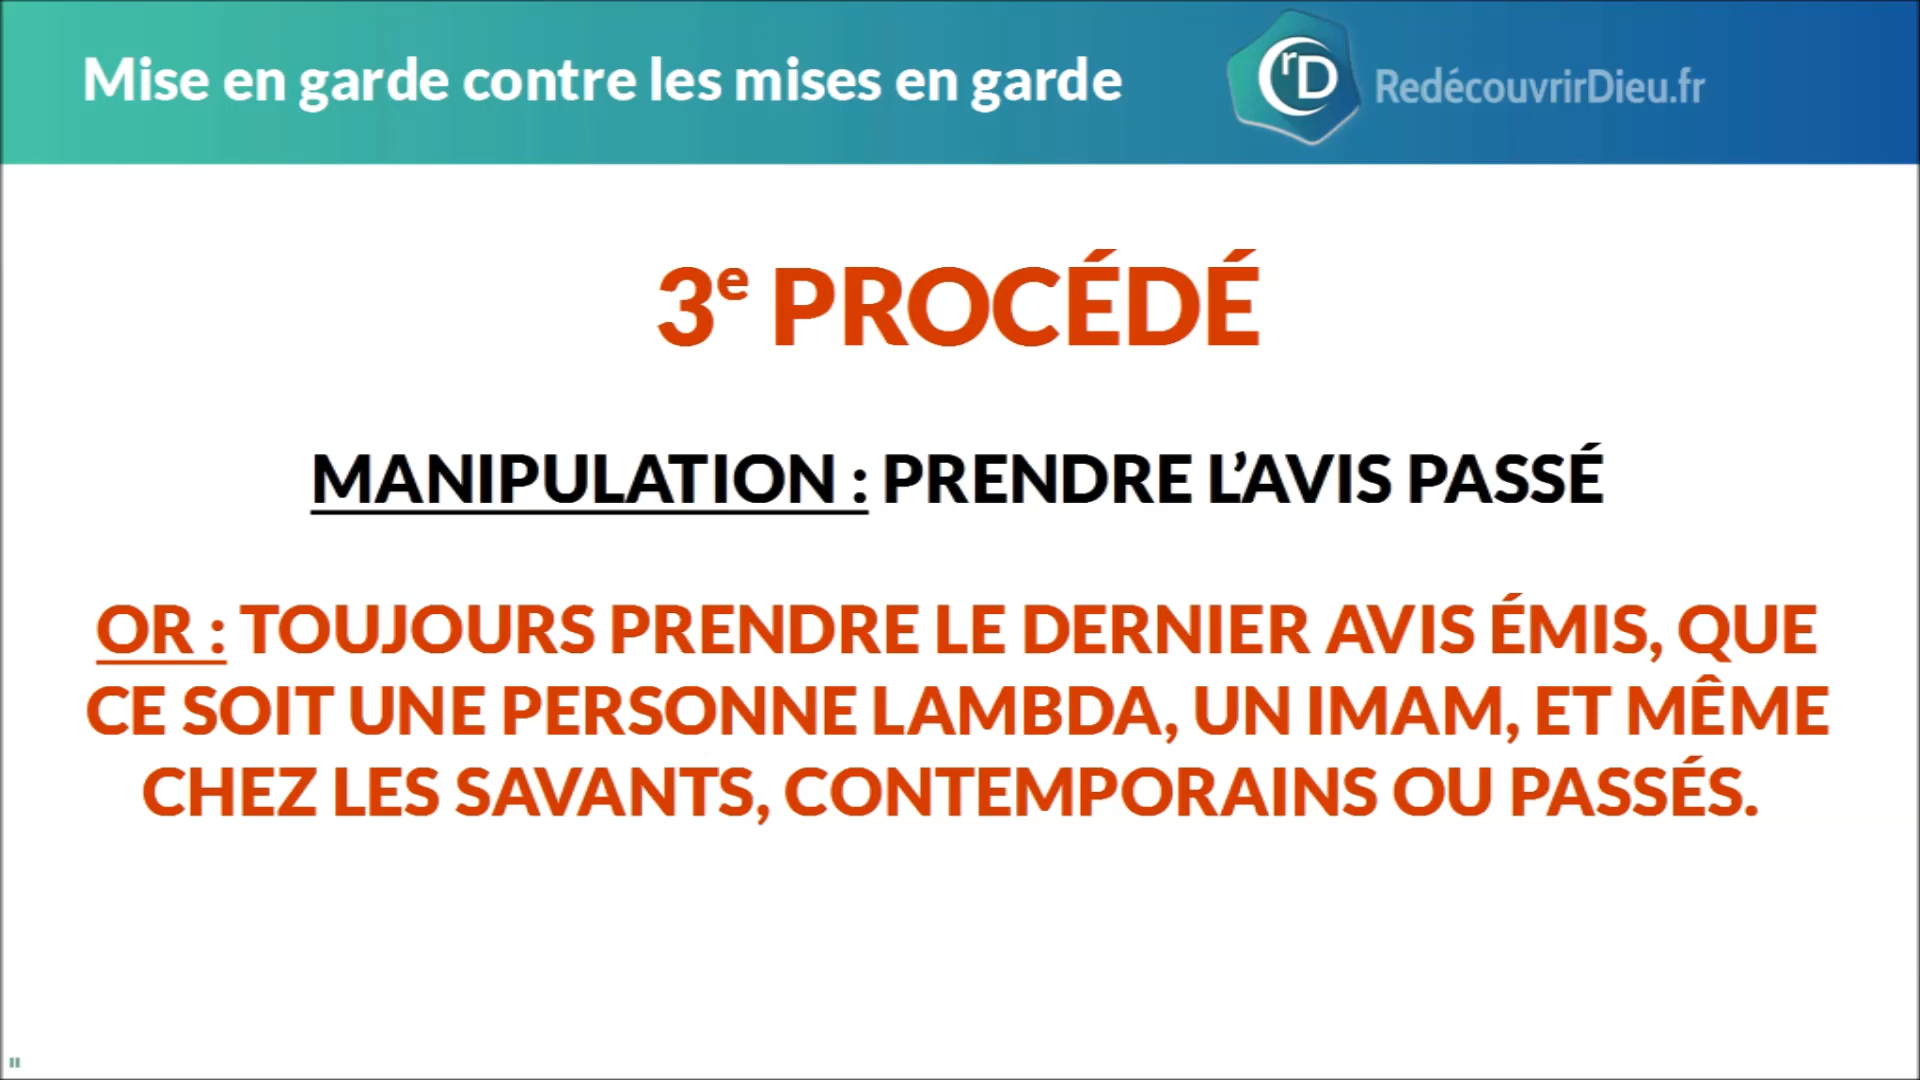 Mise en garde contre les mises en garde
rD RedécouvrirDieu.fr
3e PROCÉDÉ
MANIPULATION : PRENDRE L’AVIS PASSÉ
OR : TOUJOURS PRENDRE LE DERNIER AVIS ÉMIS, QUE
CE SOIT UNE PERSONNE LAMBDA, UN IMAM, ET MÊME
CHEZ LES SAVANTS, CONTEMPORAINS OU PASSÉS.